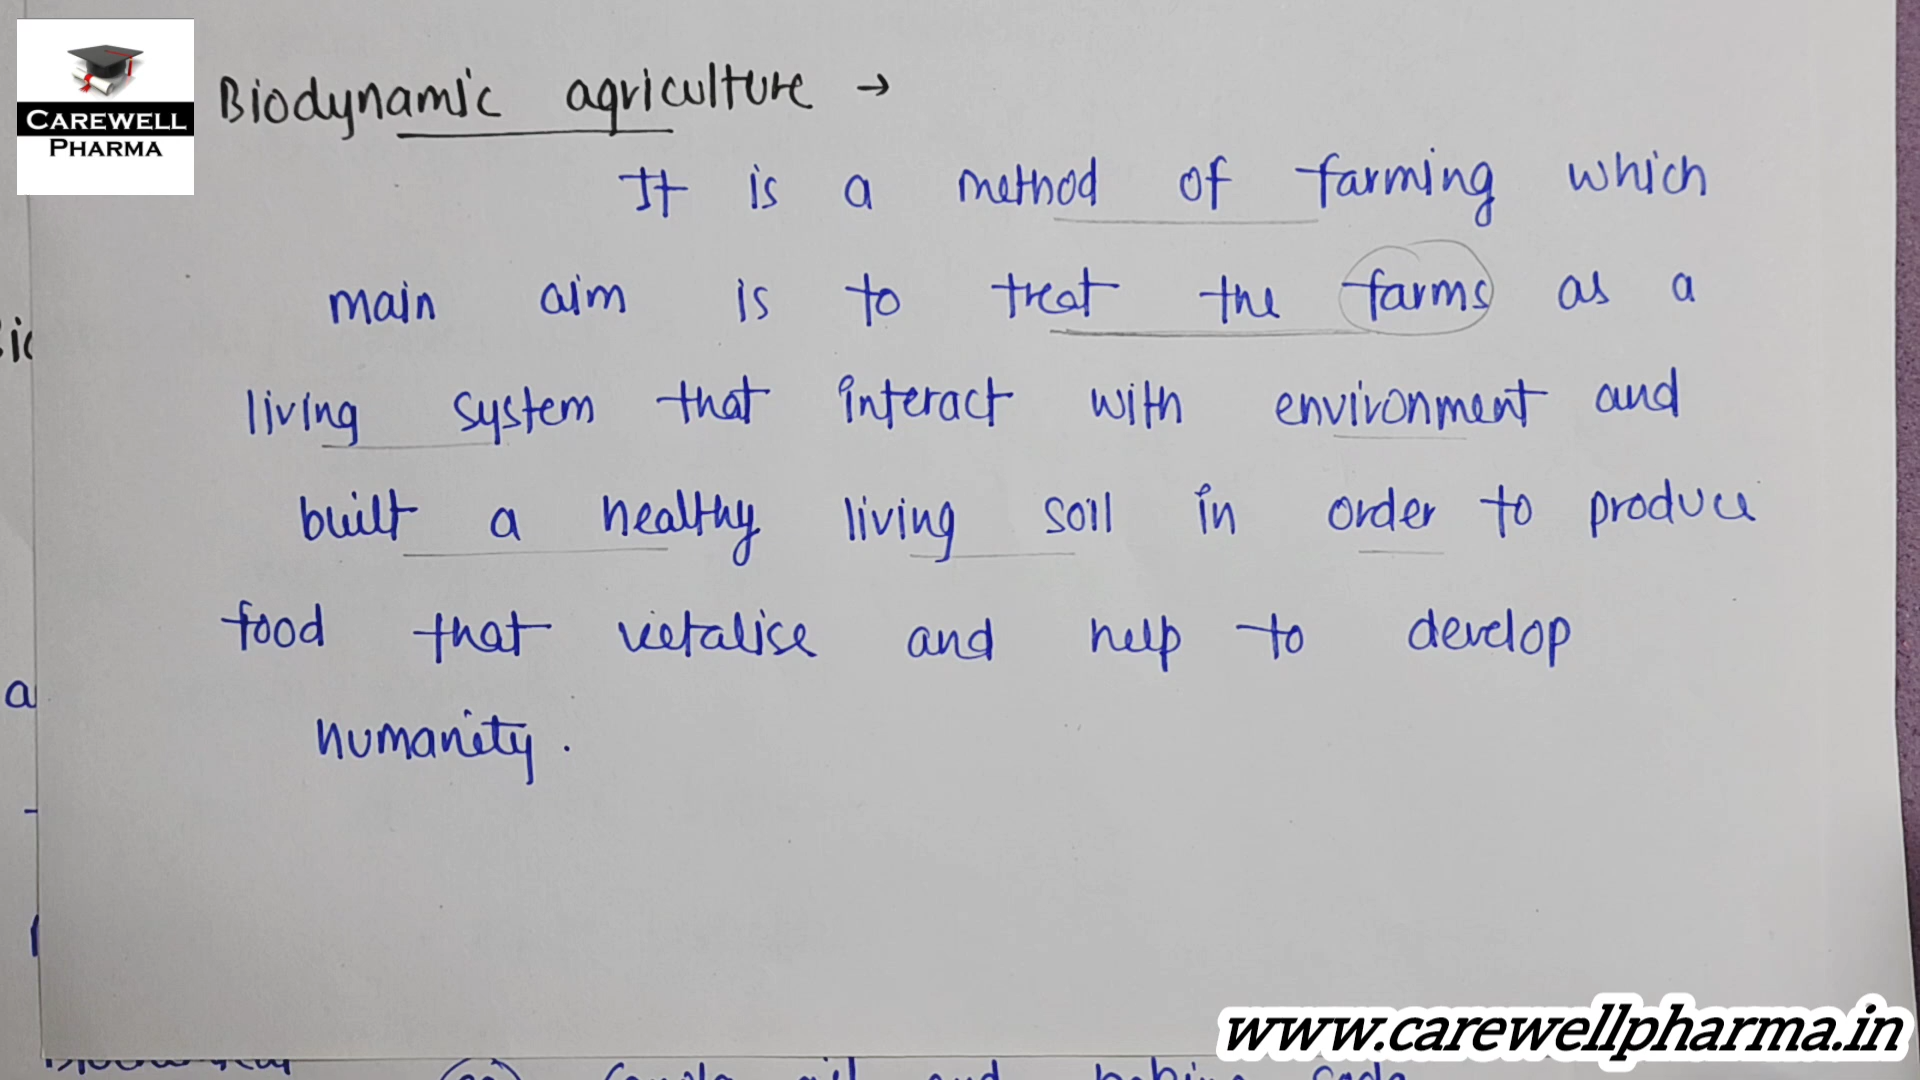 CAREWELL
PHARMA
Biodynamic agriculture →
It is a method of farming which
main aim is to treat the farms as a
living system that interact with environment and
built a healthy living soil in order to produce
food that vietalise and help to develop
humanity.
a
www.carewellpharma.in
and